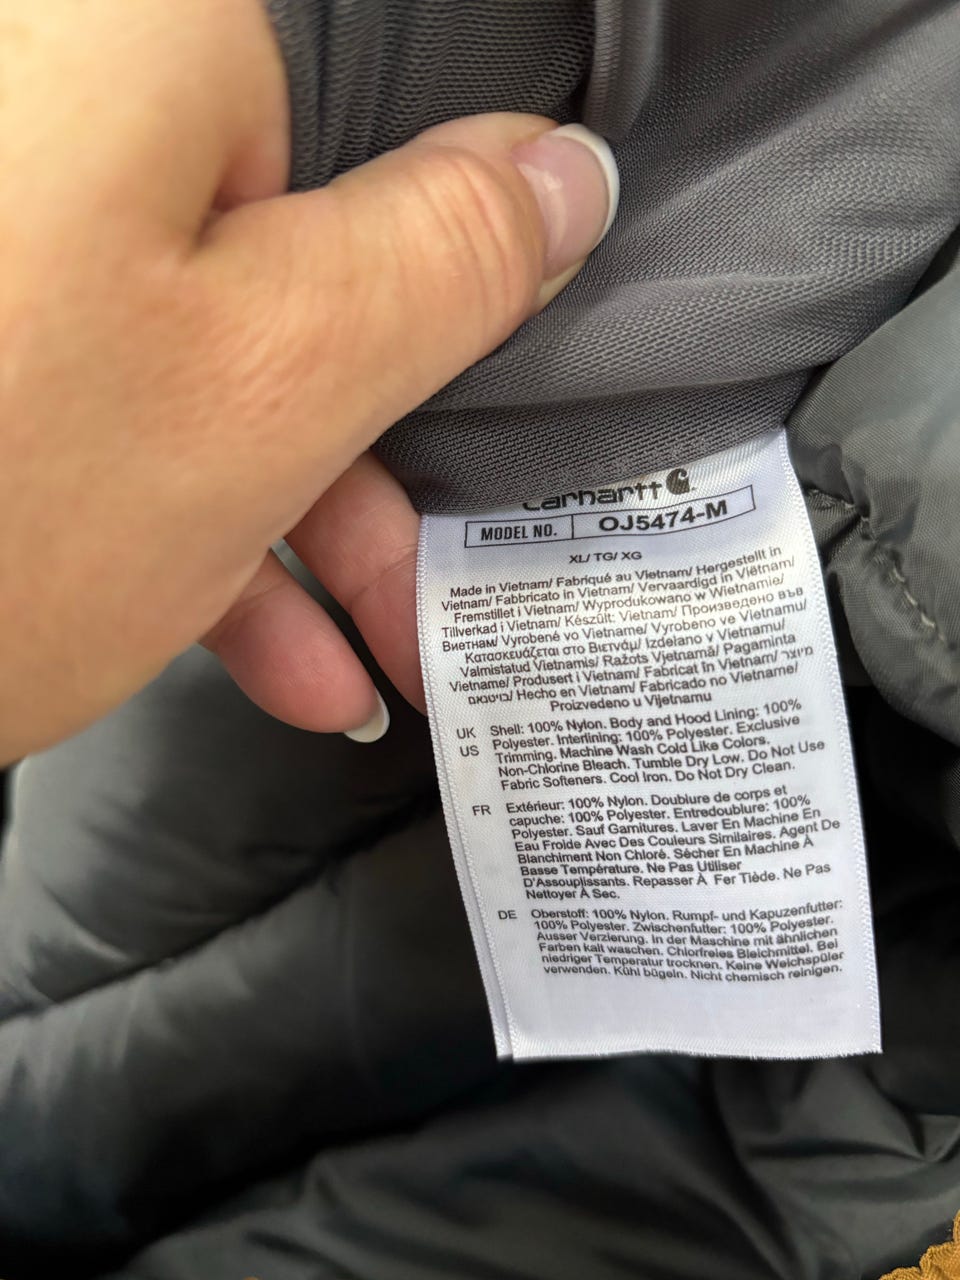 carhartt
MODEL NO. OJ5474-M
XL/ TG/ XG
Made in Vietnam/ Fabriqué au Vietnam/ Hergestellt in
Vietnam/ Fabbricato in Vietnam/ Vervaardigd in Vietnam/
Fremstillet i Vietnam/ Wyprodukowano w Wietnamie/
Tillverkad i Vietnam/ Készült: Vietnam/ Произведено във
Виетнам/ Vyrobené vo Vietname/ Vyrobeno ve Vietnamu/
Κατασκευάζεται στο Βιετνάμ/ Izdelano v Vietnamu/
Valmistatud Vietnamis/ Ražots Vjetnamā/ Pagaminta
Vietname/ Produsert i Vietnam/ Fabricat în Vietnam/ מיוצר
בוייטנאם/ Hecho en Vietnam/ Fabricado no Vietname/
Proizvedeno u Vijetnamu
UK Shell: 100% Nylon. Body and Hood Lining: 100%
US Polyester. Interlining: 100% Polyester. Exclusive
Trimming. Machine Wash Cold Like Colors.
Non-Chlorine Bleach. Tumble Dry Low. Do Not Use
Fabric Softeners. Cool Iron. Do Not Dry Clean.
FR Extérieur: 100% Nylon. Doublure de corps et
capuche: 100% Polyester. Entredoublure: 100%
Polyester. Sauf Garnitures. Laver En Machine En
Eau Froide Avec Des Couleurs Similaires. Agent De
Blanchiment Non Chloré. Sécher En Machine À
Basse Température. Ne Pas Utiliser
D'Assouplissants. Repasser À Fer Tiède. Ne Pas
Nettoyer À Sec.
DE Oberstoff: 100% Nylon. Rumpf- und Kapuzenfutter:
100% Polyester. Zwischenfutter: 100% Polyester.
Ausser Verzierung. In der Maschine mit ähnlichen
Farben kalt waschen. Chlorfreies Bleichmittel. Bei
niedriger Temperatur trocknen. Keine Weichspüler
verwenden. Kühl bügeln. Nicht chemisch reinigen.